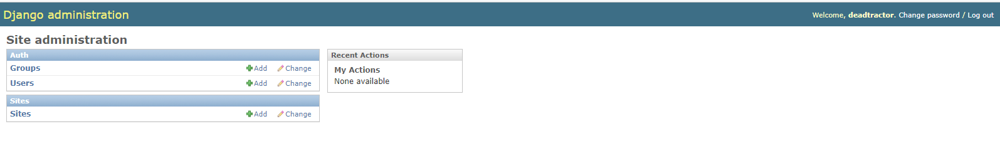 Django administration
Welcome, deadtractor. Change password / Log out
Site administration
Auth
Groups Add Change
Users Add Change
Sites
Sites Add Change
Recent Actions
My Actions
None available